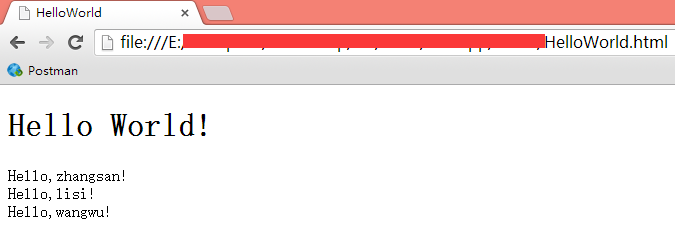 HelloWorld
file:///E:/HelloWorld.html
Postman
Hello World!
Hello,zhangsan!
Hello,lisi!
Hello,wangwu!